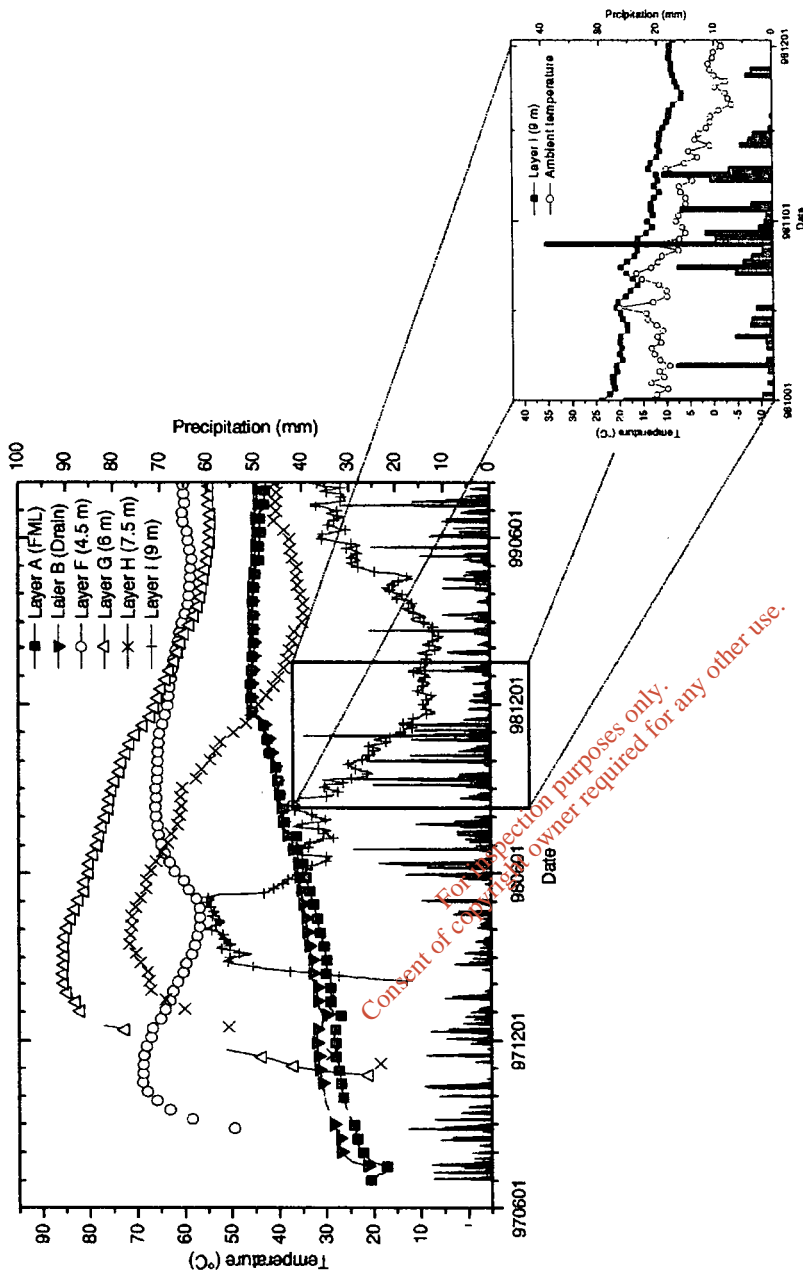 Precipitation (mm)
100
90
80
70
60
50
40
30
20
10
0
Layer A (FML)
Laler B (Drain)
Layer F (4.5 m)
Layer G (6 m)
Layer H (7.5 m)
Layer I (9 m)
90
80
70
60
50
40
30
20
10
Temperature (°C)
970601
971201
980601
981201
990601
Date
Prcipitation (mm)
40
30
20
10
0
Layer I (9 m)
Ambient temperature
40
35
30
25
20
15
10
5
0
-5
-10
Temperature (°C)
981001
981101
981201
Date
For inspection purposes only.
Consent of copyright owner required for any other use.